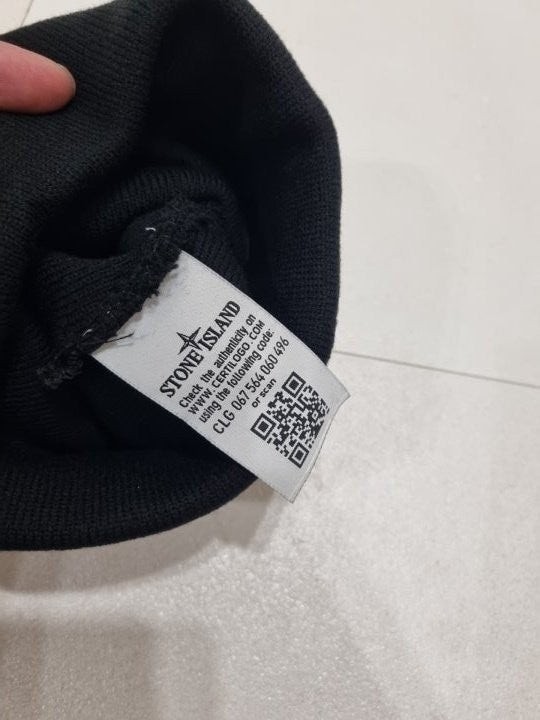 STONE ISLAND
Check the authenticity on
www.CERTILOGO.COM
using the following code:
CLG 067 564 060 496
or scan